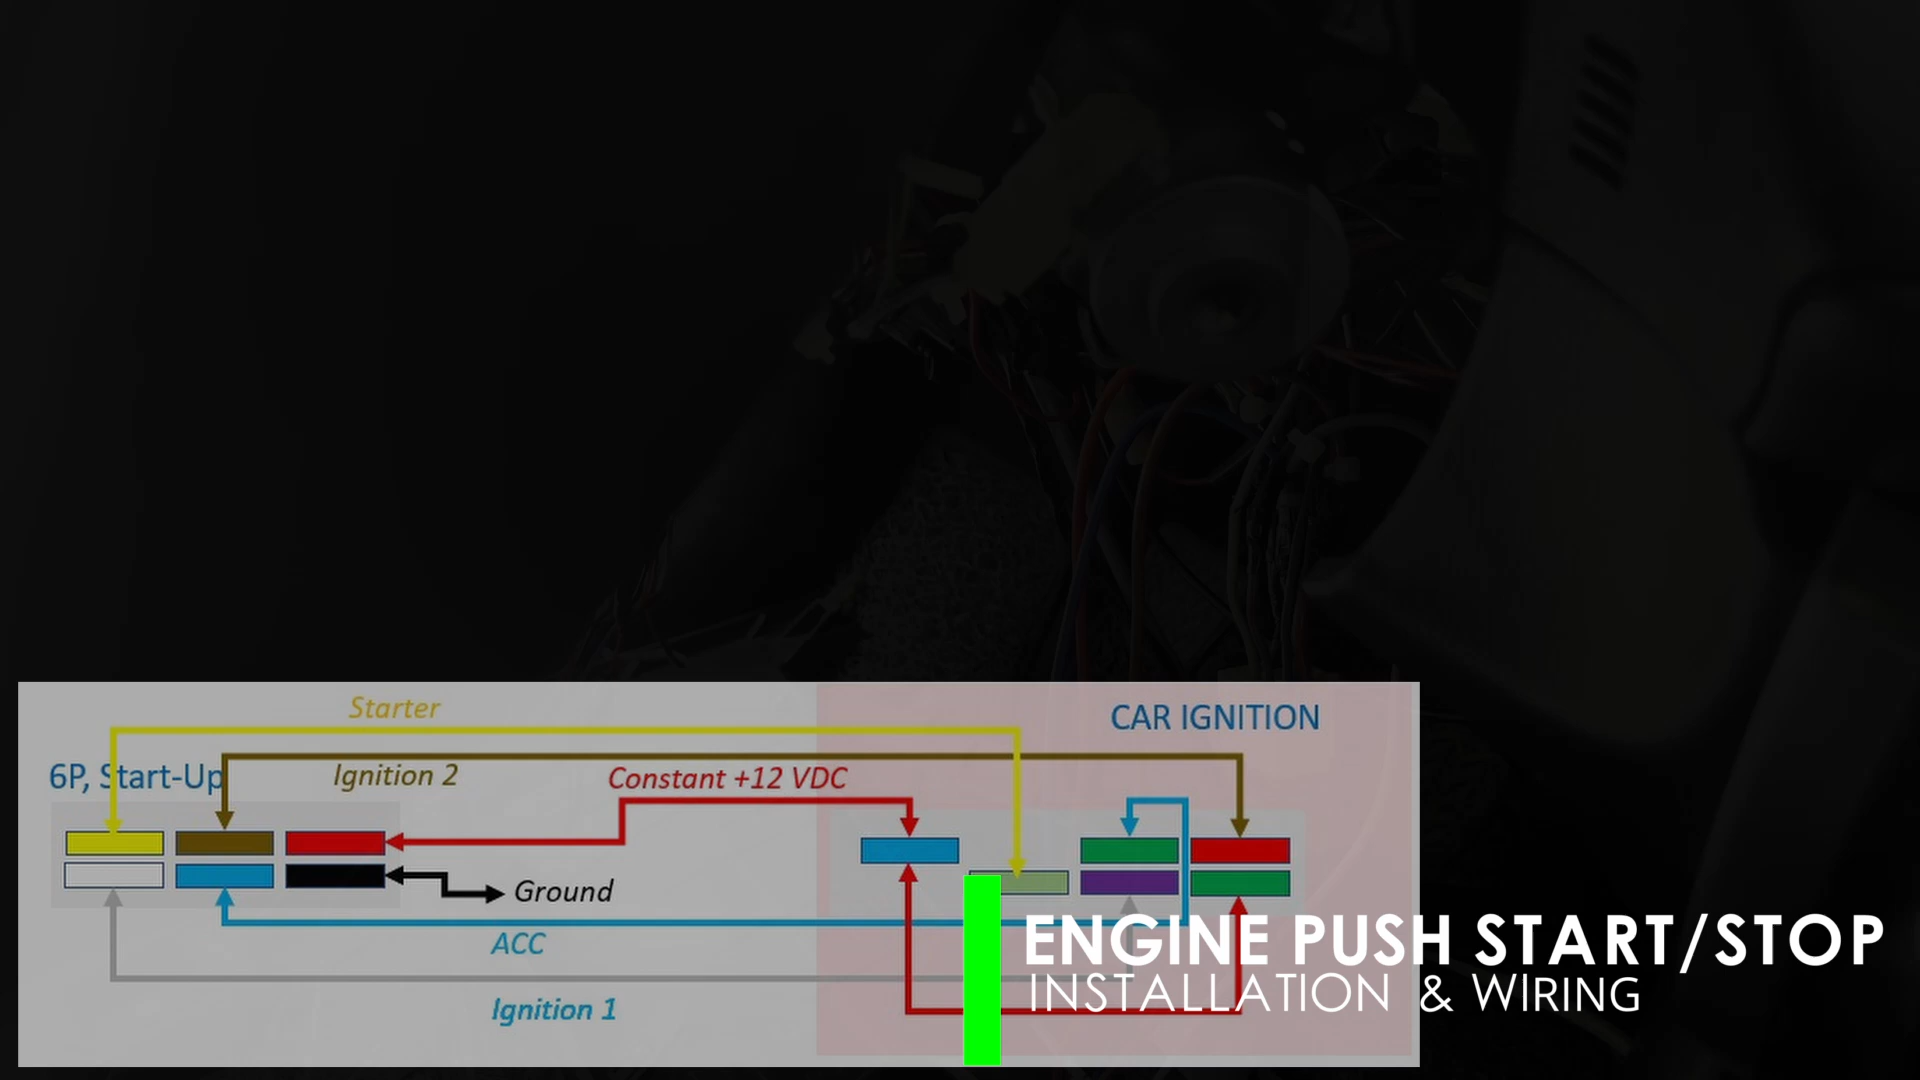 Starter
CAR IGNITION
6P, Start-Up
Ignition 2
Constant +12 VDC
Ground
ACC
Ignition 1
ENGINE PUSH START/STOP
INSTALLATION & WIRING